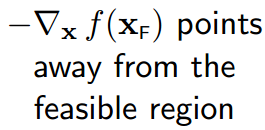 −∇ₓ f(x_F) points
away from the
feasible region